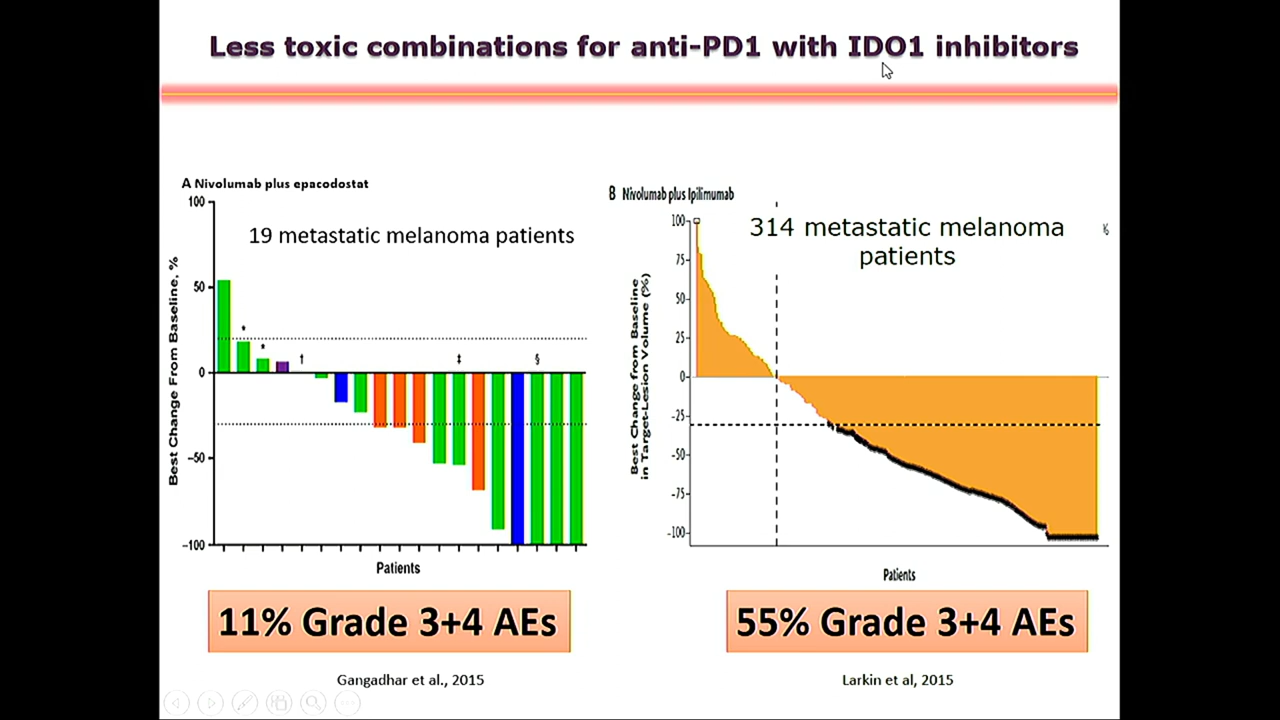 Less toxic combinations for anti-PD1 with IDO1 inhibitors
A Nivolumab plus epacodostat
19 metastatic melanoma patients
Best Change From Baseline, %
100
50
0
−50
−100
*
*
†
‡
§
Patients
11% Grade 3+4 AEs
Gangadhar et al., 2015
B Nivolumab plus Ipilimumab
314 metastatic melanoma
patients
%
Best Change from Baseline
in Target-Lesion Volume (%)
100
75
50
25
0
-25
-50
-75
-100
Patients
55% Grade 3+4 AEs
Larkin et al, 2015